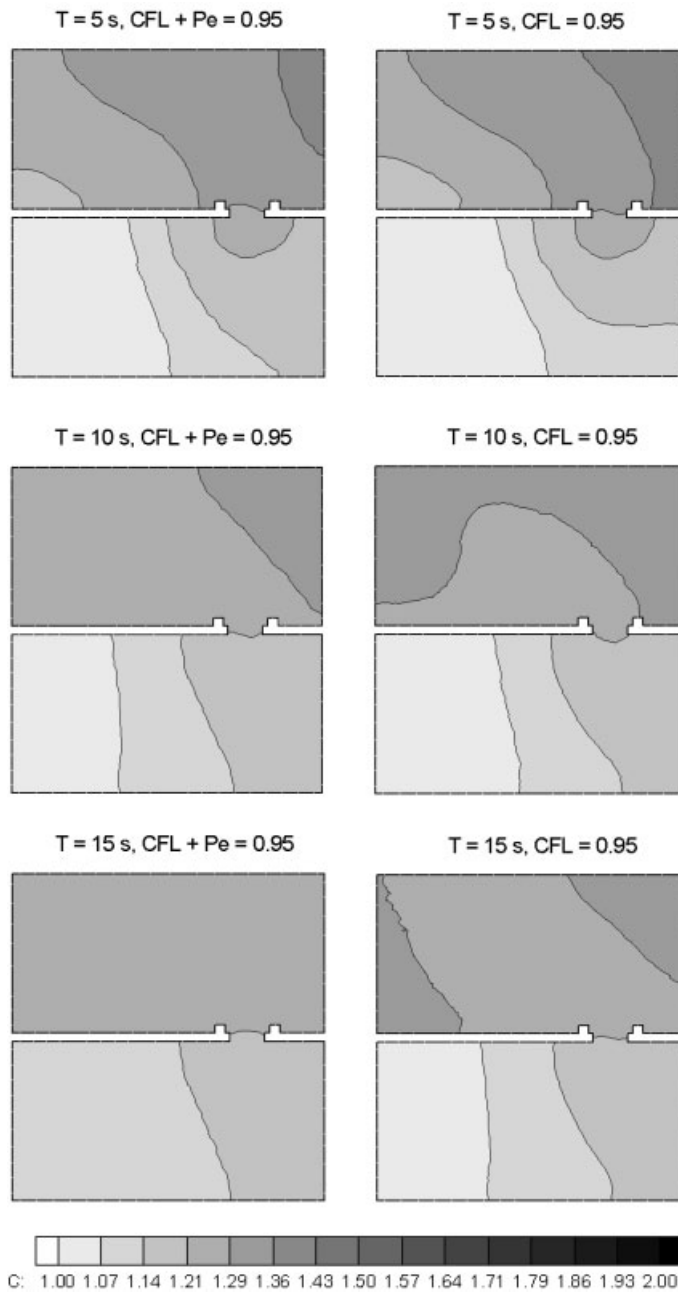 T = 5 s, CFL + Pe = 0.95
T = 5 s, CFL = 0.95
T = 10 s, CFL + Pe = 0.95
T = 10 s, CFL = 0.95
T = 15 s, CFL + Pe = 0.95
T = 15 s, CFL = 0.95
C: 1.00 1.07 1.14 1.21 1.29 1.36 1.43 1.50 1.57 1.64 1.71 1.79 1.86 1.93 2.00